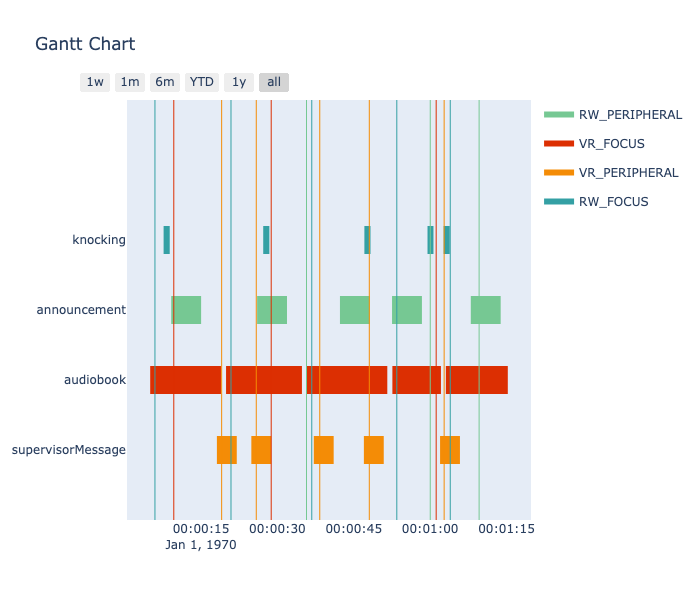 Gantt Chart
1w 1m 6m YTD 1y all
RW_PERIPHERAL
VR_FOCUS
VR_PERIPHERAL
RW_FOCUS
knocking
announcement
audiobook
supervisorMessage
00:00:15 00:00:30 00:00:45 00:01:00 00:01:15
Jan 1, 1970